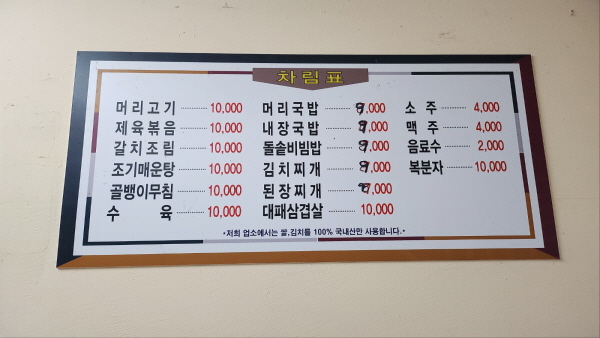 차림표
머리고기 10,000
제육볶음 10,000
갈치조림 10,000
조기매운탕 10,000
골뱅이무침 10,000
수육 10,000
머리국밥 9,000
내장국밥 9,000
돌솥비빔밥 9,000
김치찌개 9,000
된장찌개
대패삼겹살 10,000
소주 4,000
맥주 4,000
음료수 2,000
복분자 10,000
•저희 업소에서는 쌀,김치를 100% 국내산만 사용합니다.•